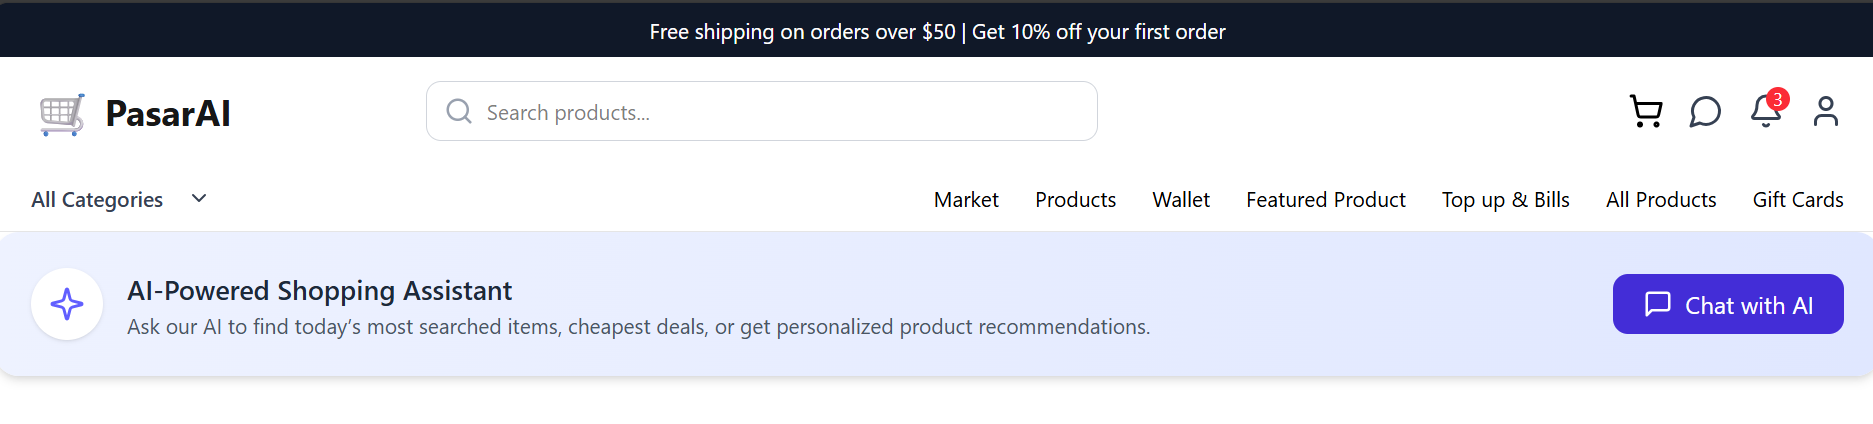 Free shipping on orders over $50 | Get 10% off your first order
PasarAI
Search products...
3
All Categories
Market Products Wallet Featured Product Top up & Bills All Products Gift Cards
AI-Powered Shopping Assistant
Ask our AI to find today’s most searched items, cheapest deals, or get personalized product recommendations.
Chat with AI